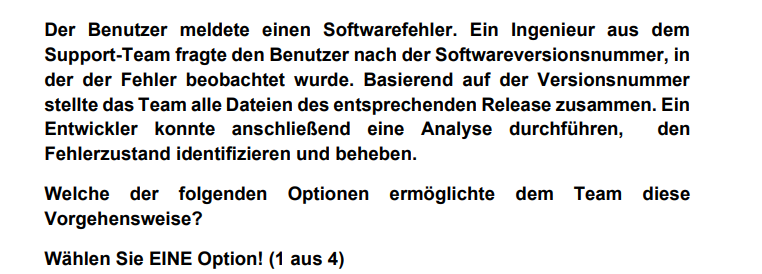 Der Benutzer meldete einen Softwarefehler. Ein Ingenieur aus dem
Support-Team fragte den Benutzer nach der Softwareversionsnummer, in
der der Fehler beobachtet wurde. Basierend auf der Versionsnummer
stellte das Team alle Dateien des entsprechenden Release zusammen. Ein
Entwickler konnte anschließend eine Analyse durchführen, den
Fehlerzustand identifizieren und beheben.
Welche der folgenden Optionen ermöglichte dem Team diese
Vorgehensweise?
Wählen Sie EINE Option! (1 aus 4)